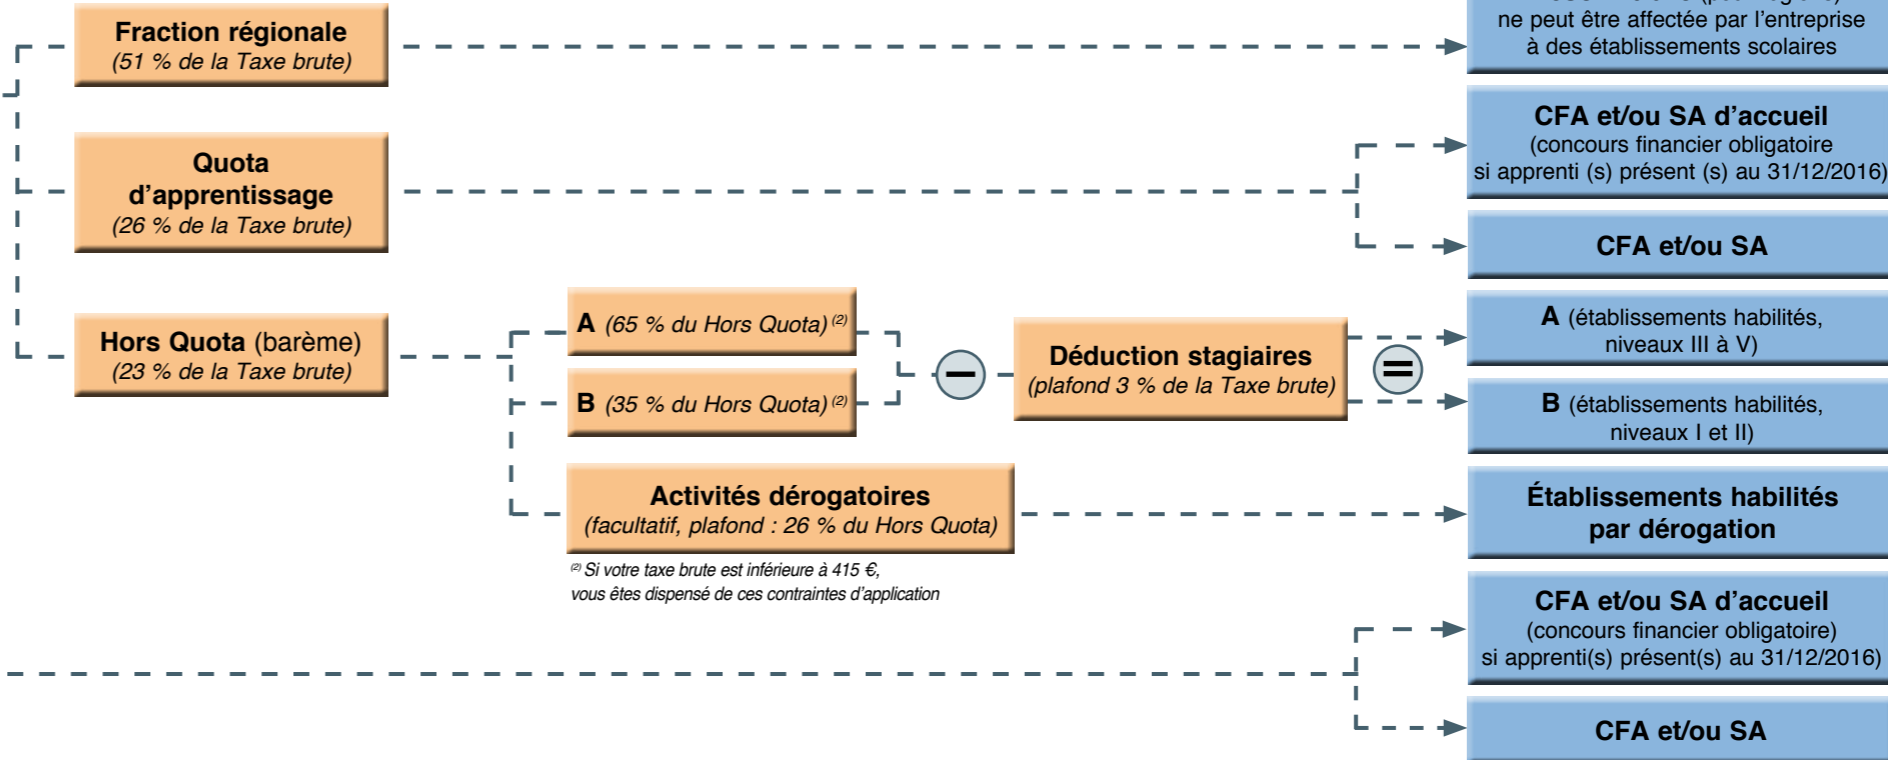 ne peut être affectée par l'entreprise
à des établissements scolaires
Fraction régionale
(51 % de la Taxe brute)
Quota
d'apprentissage
(26 % de la Taxe brute)
CFA et/ou SA d'accueil
(concours financier obligatoire
si apprenti (s) présent (s) au 31/12/2016)
CFA et/ou SA
Hors Quota (barème)
(23 % de la Taxe brute)
A (65 % du Hors Quota) (2)
B (35 % du Hors Quota) (2)
−
Déduction stagiaires
(plafond 3 % de la Taxe brute)
=
A (établissements habilités,
niveaux III à V)
B (établissements habilités,
niveaux I et II)
Activités dérogatoires
(facultatif, plafond : 26 % du Hors Quota)
Établissements habilités
par dérogation
(2) Si votre taxe brute est inférieure à 415 €,
vous êtes dispensé de ces contraintes d'application
CFA et/ou SA d'accueil
(concours financier obligatoire)
si apprenti(s) présent(s) au 31/12/2016)
CFA et/ou SA